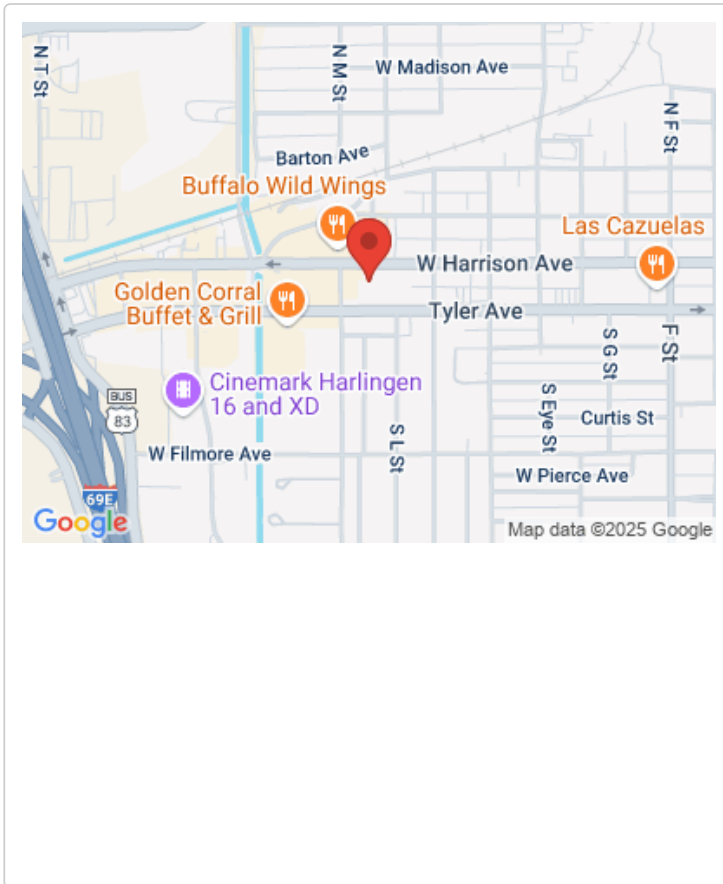 N T St
N M St
W Madison Ave
N F St
Barton Ave
Buffalo Wild Wings
Las Cazuelas
W Harrison Ave
Golden Corral
Buffet & Grill
Tyler Ave
S G St
F St
Cinemark Harlingen
16 and XD
BUS
83
S Eye St
Curtis St
S L St
W Filmore Ave
W Pierce Ave
69E
Google
Map data ©2025 Google